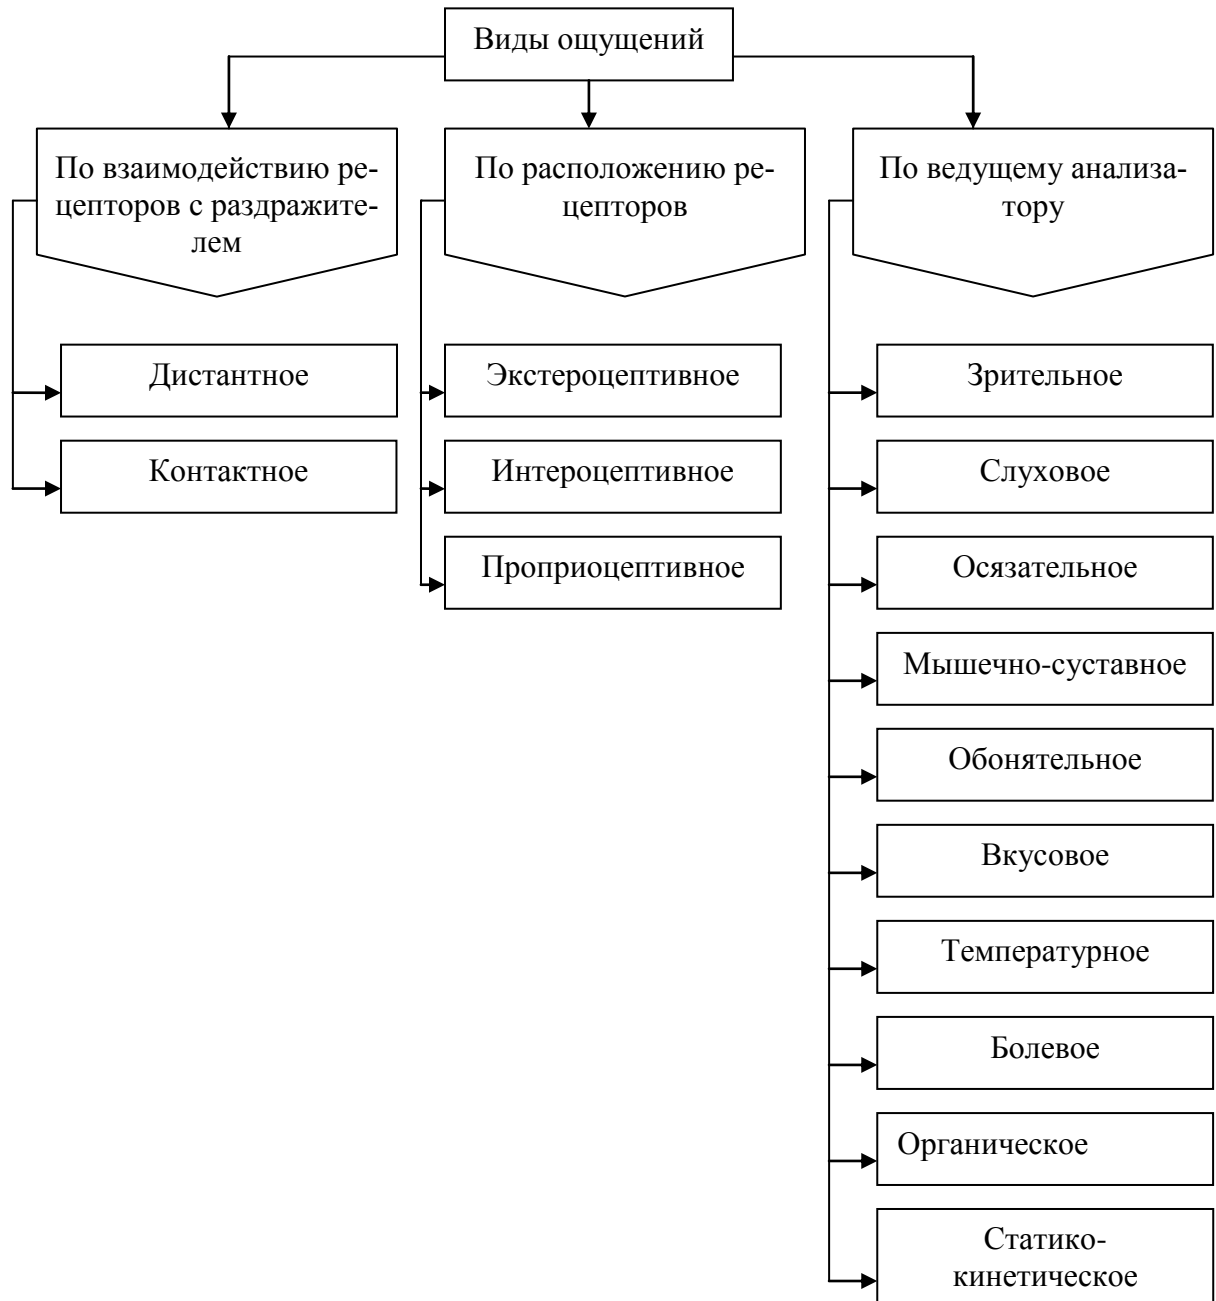 Виды ощущений
По взаимодействию ре-
цепторов с раздражите-
лем
Дистантное
Контактное
По расположению ре-
цепторов
Экстероцептивное
Интероцептивное
Проприоцептивное
По ведущему анализа-
тору
Зрительное
Слуховое
Осязательное
Мышечно-суставное
Обонятельное
Вкусовое
Температурное
Болевое
Органическое
Статико-
кинетическое